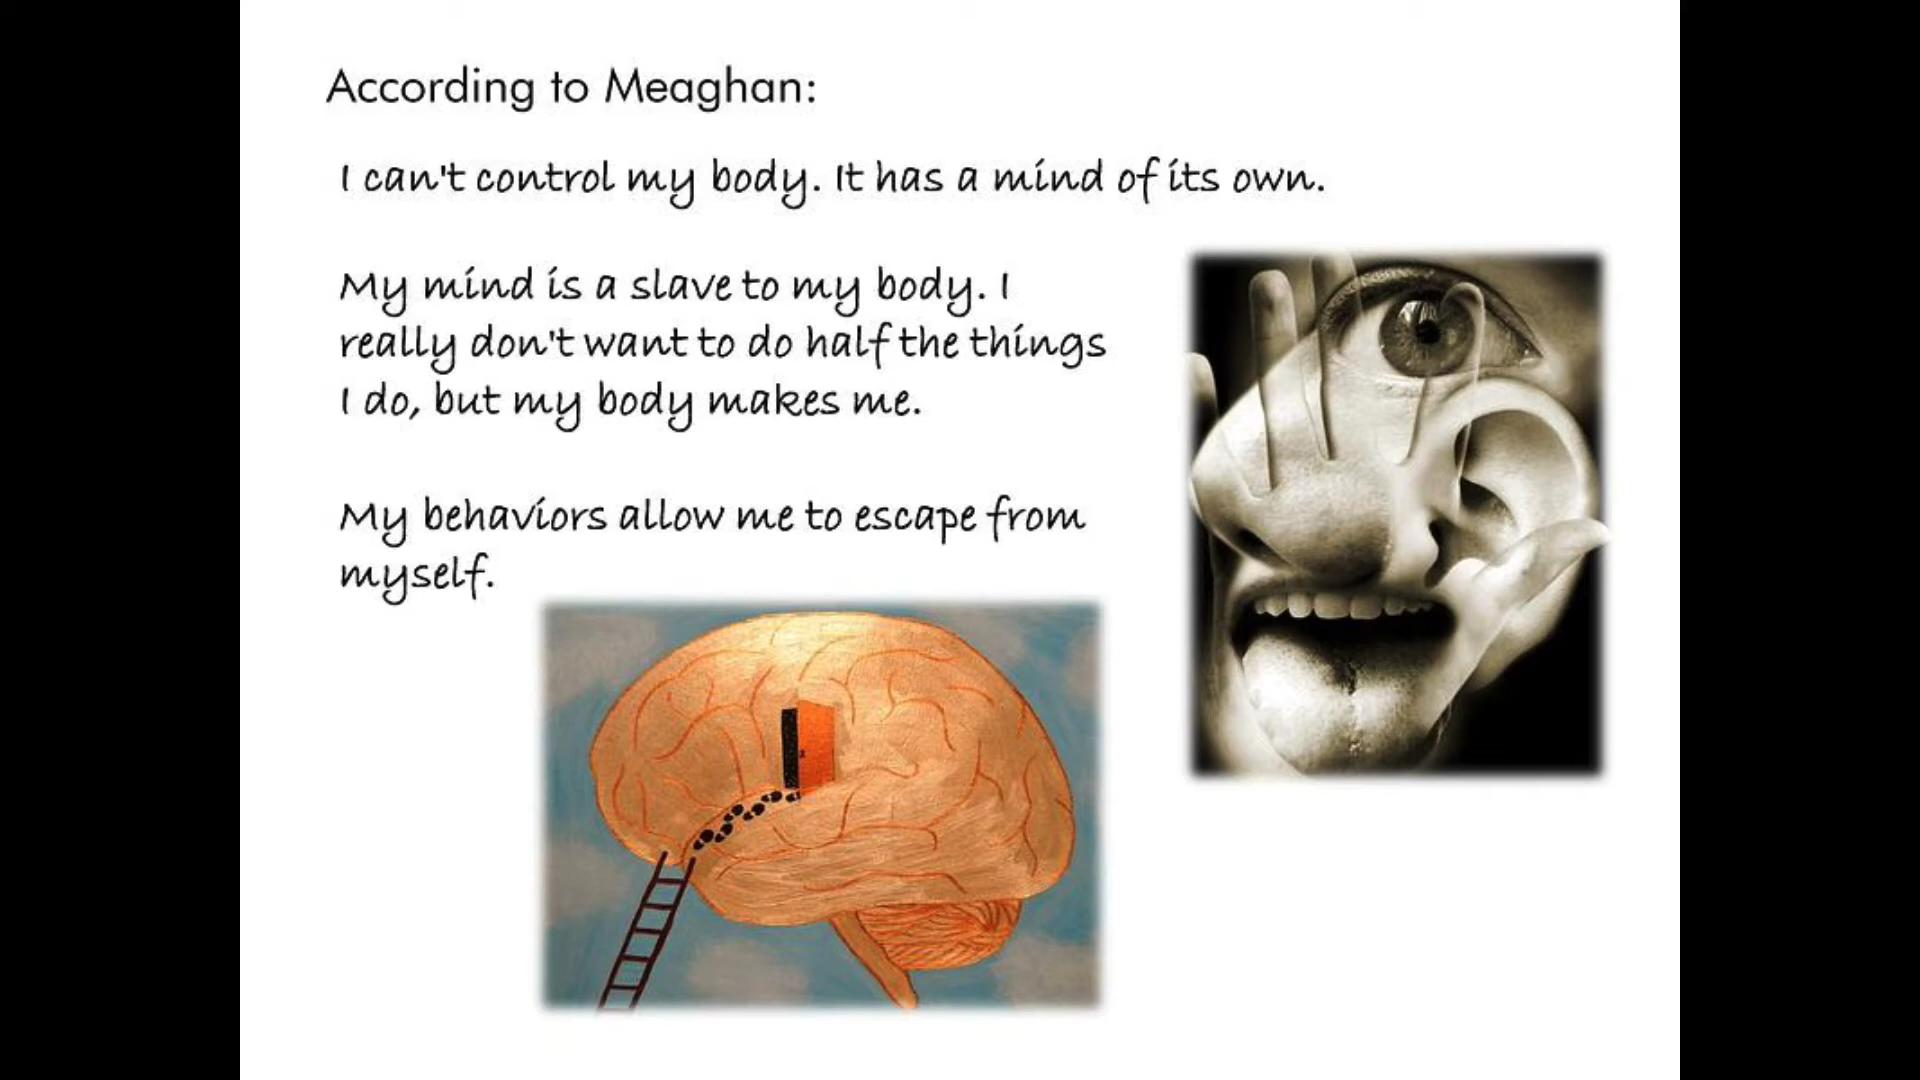 According to Meaghan:
I can't control my body. It has a mind of its own.
My mind is a slave to my body. I
really don't want to do half the things
I do, but my body makes me.
My behaviors allow me to escape from
myself.